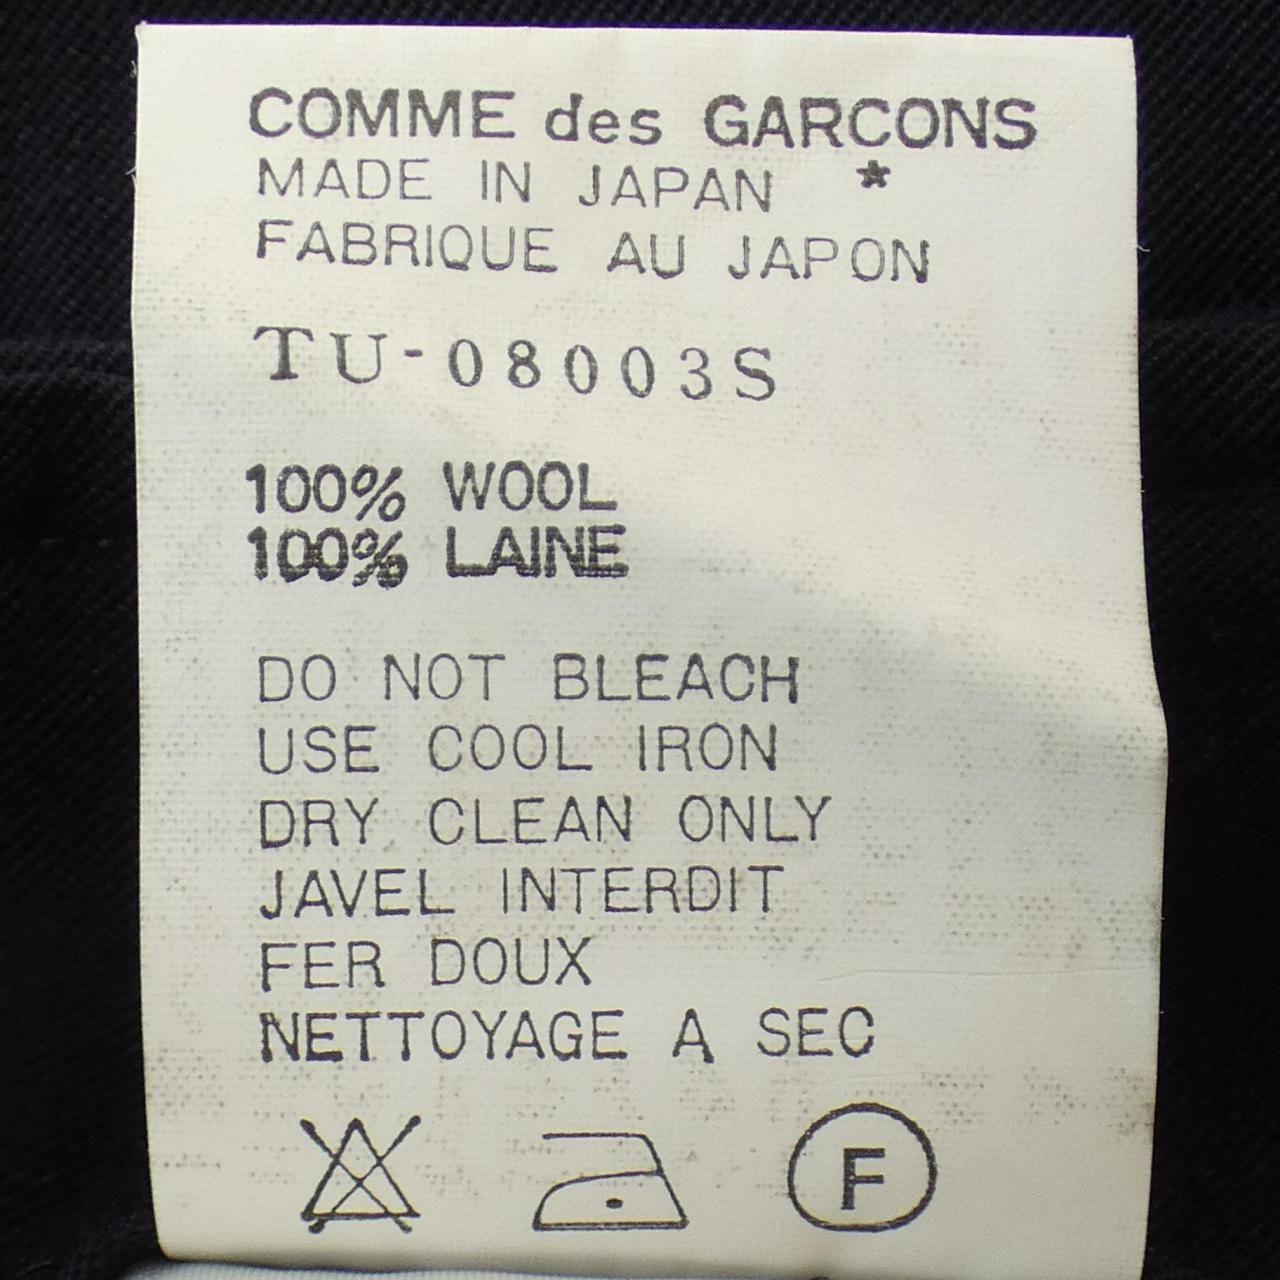 COMME des GARCONS
★
MADE IN JAPAN
FABRIQUE AU JAPON
TU-08003S
100% WOOL
100% LAINE
DO NOT BLEACH
USE COOL IRON
DRY CLEAN ONLY
JAVEL INTERDIT
FER DOUX
NETTOYAGE A SEC
F